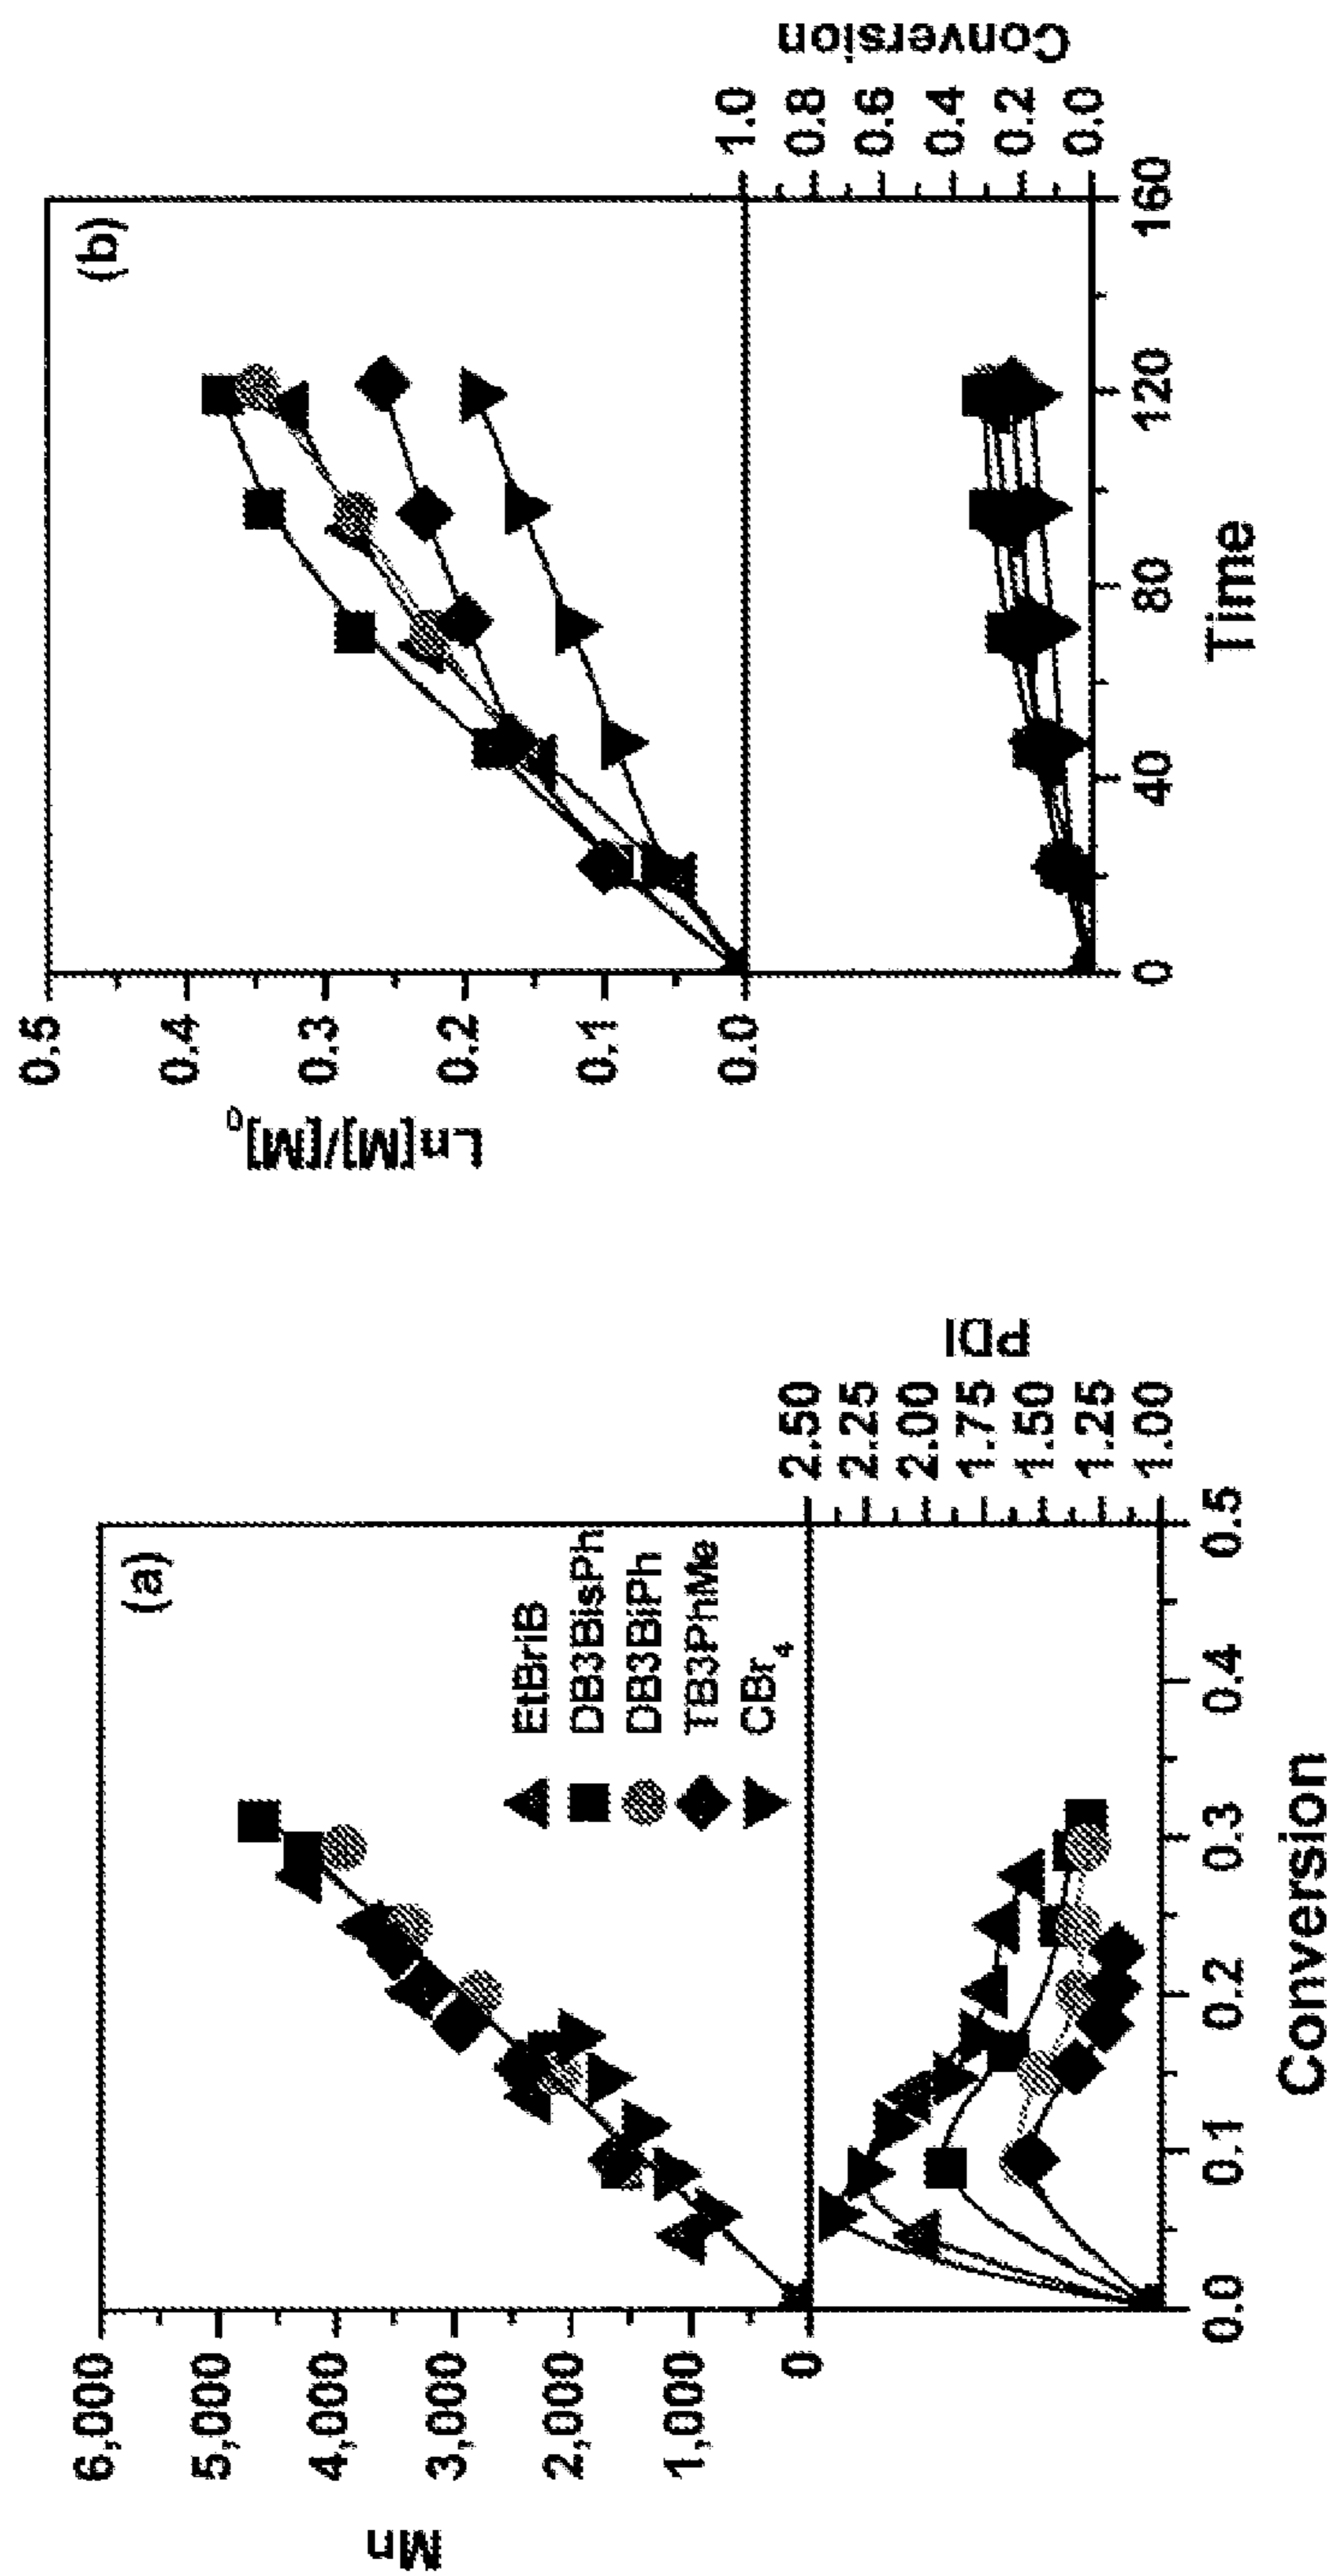 (a)
6,000
5,000
4,000
3,000
2,000
1,000
0
Mn
EtBriB
DB3BisPh
DB3BiPh
TB3PhMe
CBr₄
2.50
2.25
2.00
1.75
1.50
1.25
1.00
PDI
0.0 0.1 0.2 0.3 0.4 0.5
Conversion
(b)
0.5
0.4
0.3
0.2
0.1
0.0
Ln[M]/[M]₀
1.0
0.8
0.6
0.4
0.2
0.0
Conversion
0 40 80 120 160
Time